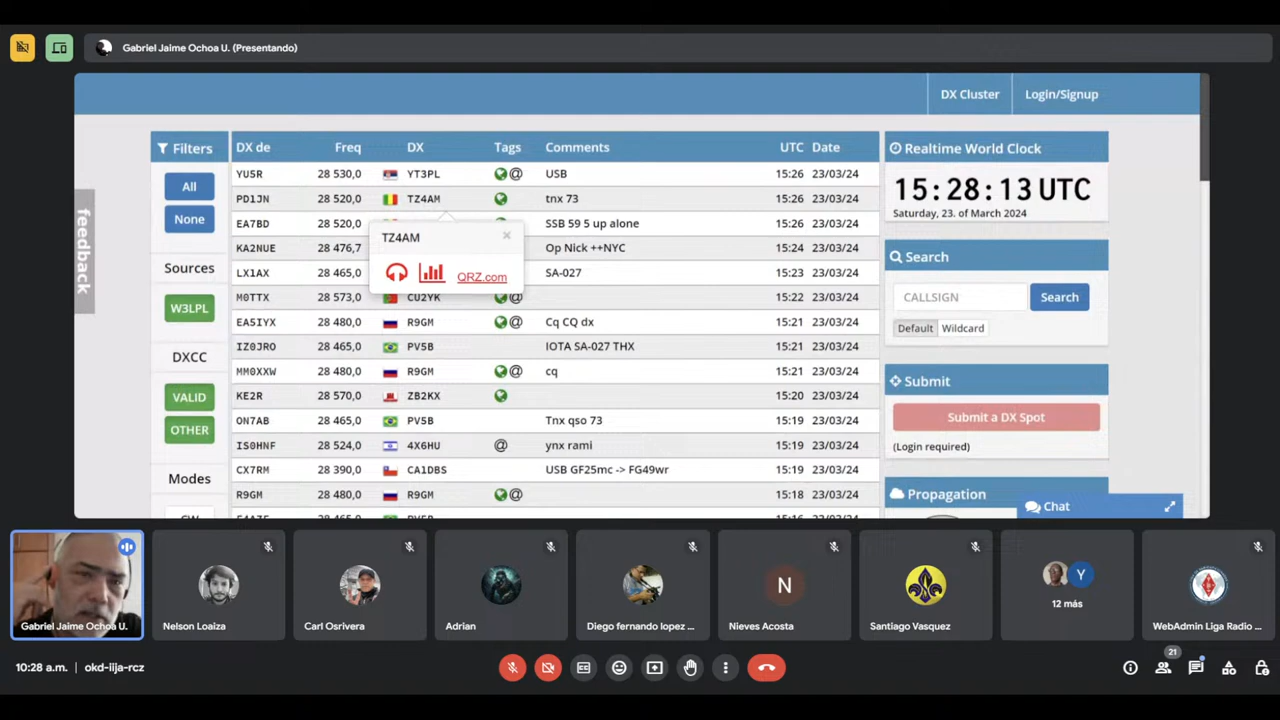 Gabriel Jaime Ochoa U. (Presentando)
DX Cluster Login/Signup
feedback
Filters
All
None
Sources
W3LPL
DXCC
VALID
OTHER
Modes
DX de Freq DX Tags Comments UTC Date
YU5R 28 530,0 YT3PL @ USB 15:26 23/03/24
PD1JN 28 520,0 TZ4AM tnx 73 15:26 23/03/24
EA7BD 28 520,0 SSB 59 5 up alone 15:26 23/03/24
KA2NUE 28 476,7 Op Nick ++NYC 15:24 23/03/24
LX1AX 28 465,0 SA-027 15:23 23/03/24
M0TTX 28 573,0 CU2YK @ 15:22 23/03/24
EA5IYX 28 480,0 R9GM @ Cq CQ dx 15:21 23/03/24
IZ0JRO 28 465,0 PV5B IOTA SA-027 THX 15:21 23/03/24
MM0XXW 28 480,0 R9GM @ cq 15:21 23/03/24
KE2R 28 570,0 ZB2KX 15:20 23/03/24
ON7AB 28 465,0 PV5B Tnx qso 73 15:19 23/03/24
IS0HNF 28 524,0 4X6HU @ ynx rami 15:19 23/03/24
CX7RM 28 390,0 CA1DBS USB GF25mc -> FG49wr 15:19 23/03/24
R9GM 28 480,0 R9GM @ 15:18 23/03/24
TZ4AM ×
QRZ.com
Realtime World Clock
15:28:13 UTC
Saturday, 23. of March 2024
Search
CALLSIGN Search
Default Wildcard
Submit
Submit a DX Spot
(Login required)
Propagation
Chat
Gabriel Jaime Ochoa U.
Nelson Loaiza
Carl Osrivera
Adrian
Diego fernando lopez ...
N
Nieves Acosta
Santiago Vasquez
Y
12 más
WebAdmin Liga Radio ...
10:28 a.m. okd-iija-rcz
21